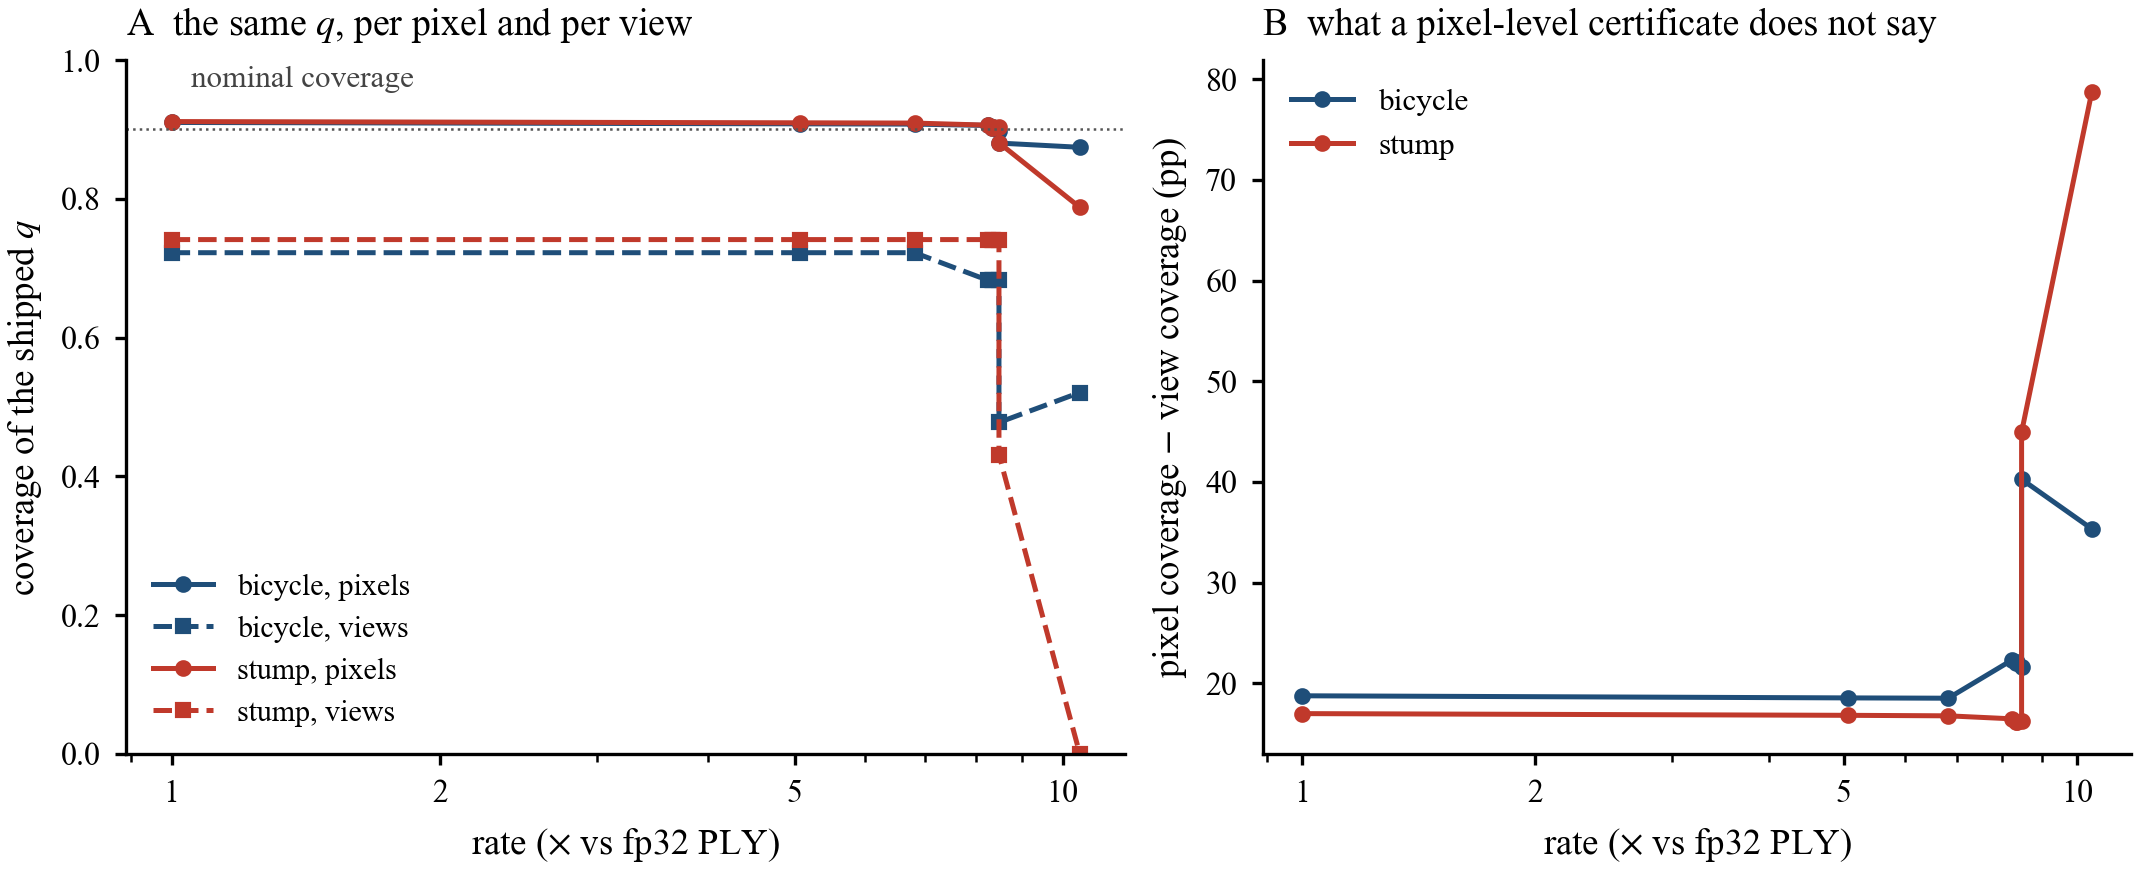 A the same q, per pixel and per view
1.0
0.8
0.6
0.4
0.2
0.0
coverage of the shipped q
nominal coverage
bicycle, pixels
bicycle, views
stump, pixels
stump, views
1 2 5 10
rate (× vs fp32 PLY)
B what a pixel-level certificate does not say
80
70
60
50
40
30
20
pixel coverage − view coverage (pp)
bicycle
stump
1 2 5 10
rate (× vs fp32 PLY)